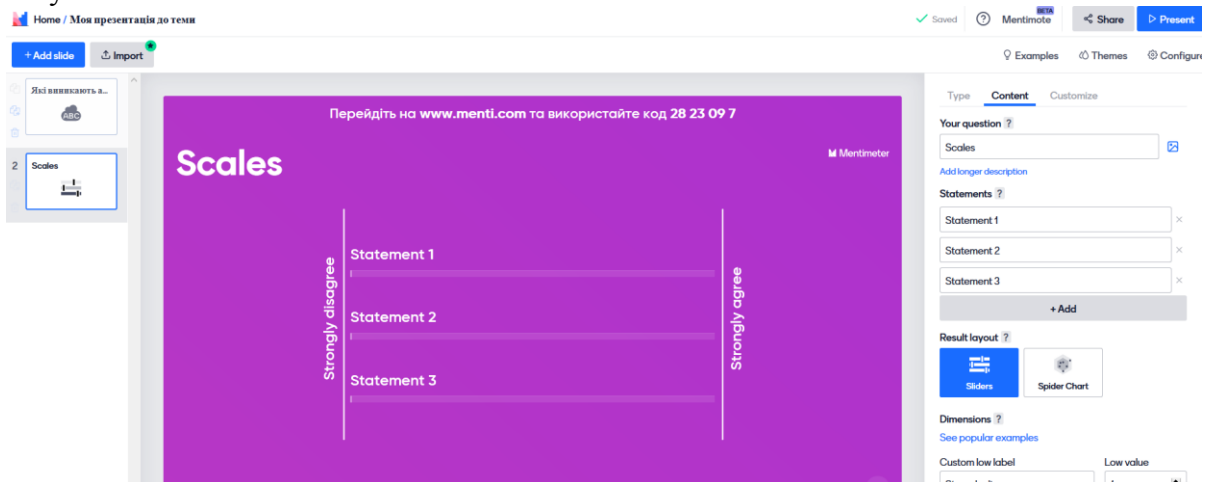 Home / Моя презентація до теми
Saved
?
Mentimote
BETA
Share
Present
+ Add slide
Import
Examples
Themes
Configure
Які виникають а...
ABC
2
Scales
Перейдіть на www.menti.com та використайте код 28 23 09 7
Scales
Mentimeter
Strongly disagree
Statement 1
Statement 2
Statement 3
Strongly agree
Type
Content
Customize
Your question ?
Scales
Add longer description
Statements ?
Statement 1 ×
Statement 2 ×
Statement 3 ×
+ Add
Result layout ?
Sliders
Spider Chart
Dimensions ?
See popular examples
Custom low label
Low value